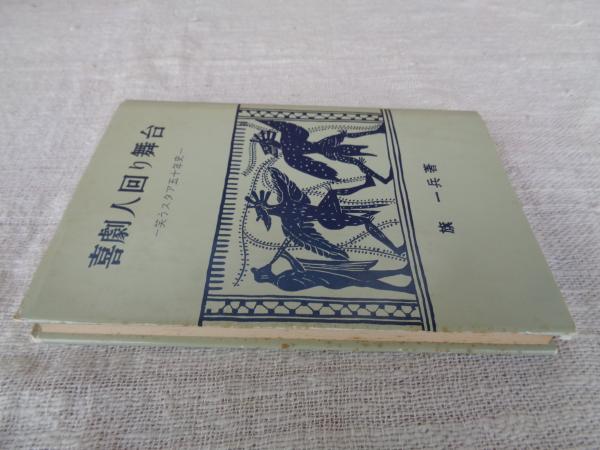 喜劇人回り舞台
―笑うスタア五十年史―
旗 一兵著